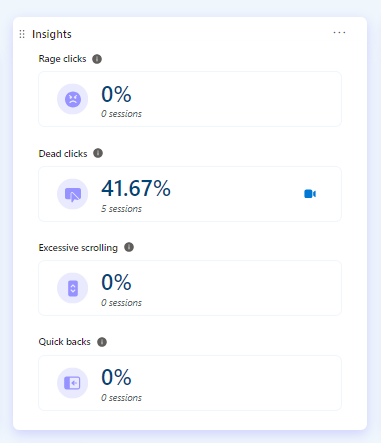 Insights
Rage clicks
0%
0 sessions
Dead clicks
41.67%
5 sessions
Excessive scrolling
0%
0 sessions
Quick backs
0%
0 sessions